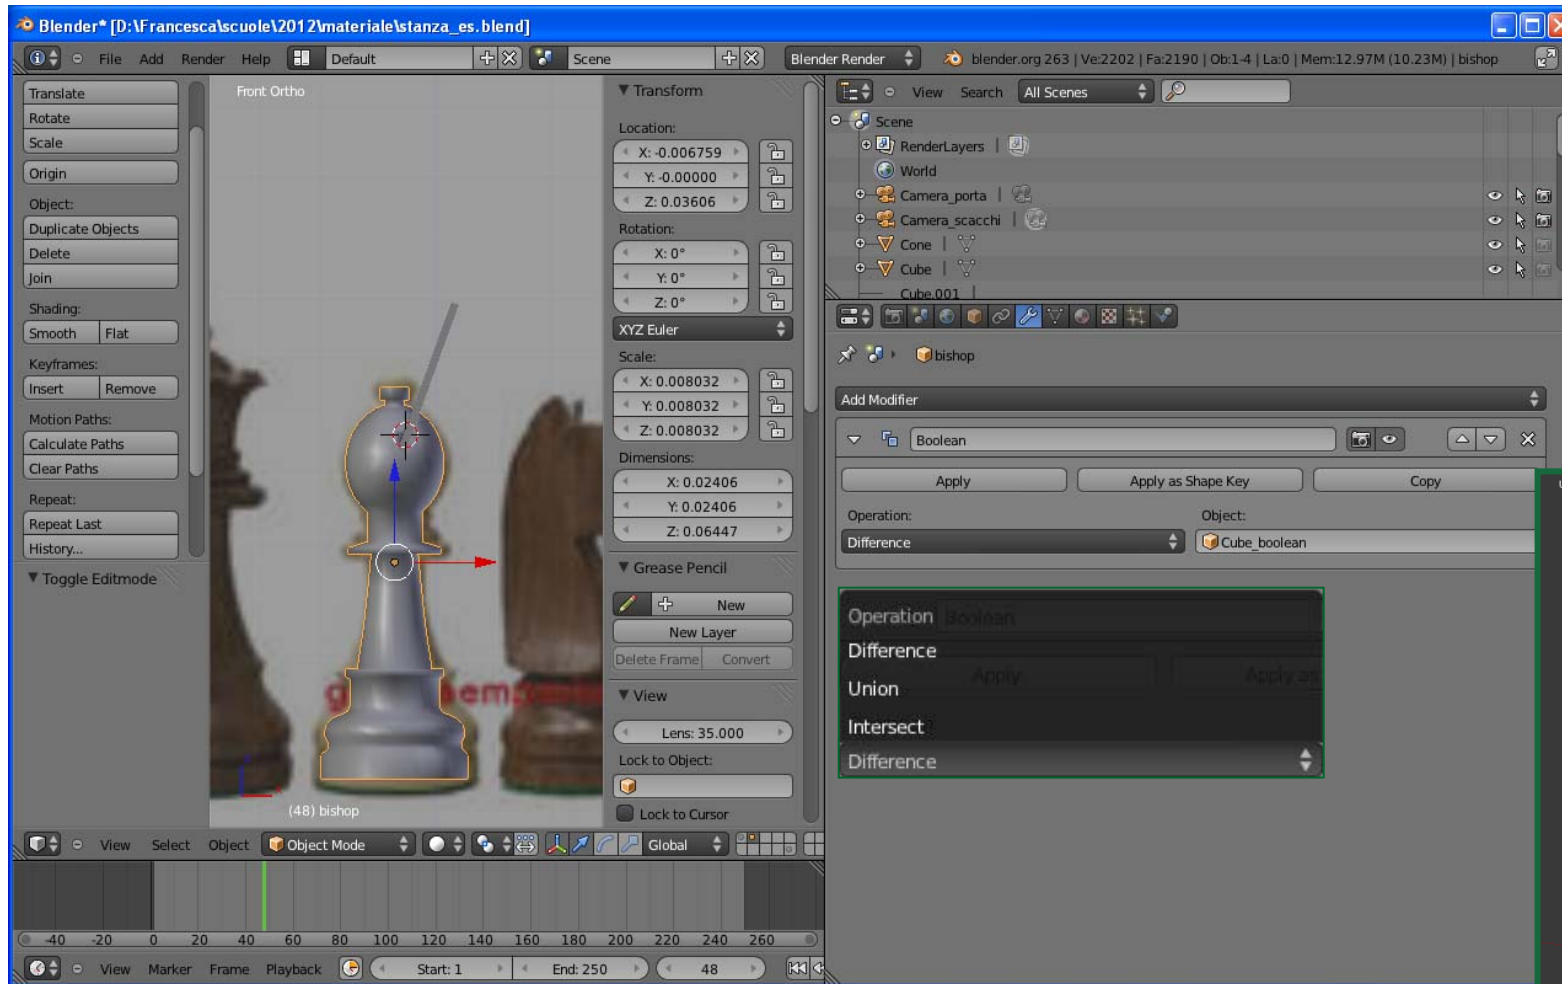 Blender* [D:\Francesca\scuole\2012\materiale\stanza_es.blend]
File Add Render Help Default Scene Blender Render blender.org 263 | Ve:2202 | Fa:2190 | Ob:1-4 | La:0 | Mem:12.97M (10.23M) | bishop
Translate
Rotate
Scale
Origin
Object:
Duplicate Objects
Delete
Join
Shading:
Smooth Flat
Keyframes:
Insert Remove
Motion Paths:
Calculate Paths
Clear Paths
Repeat:
Repeat Last
History...
Toggle Editmode
Front Ortho
(48) bishop
Transform
Location:
X: -0.006759
Y: -0.00000
Z: 0.03606
Rotation:
X: 0°
Y: 0°
Z: 0°
XYZ Euler
Scale:
X: 0.008032
Y: 0.008032
Z: 0.008032
Dimensions:
X: 0.02406
Y: 0.02406
Z: 0.06447
Grease Pencil
New
New Layer
Delete Frame Convert
View
Lens: 35.000
Lock to Object:
Lock to Cursor
View Select Object Object Mode Global
-40 -20 0 20 40 60 80 100 120 140 160 180 200 220 240 260
View Marker Frame Playback Start: 1 End: 250 48
View Search All Scenes
Scene
RenderLayers |
World
Camera_porta |
Camera_scacchi |
Cone |
Cube |
Cube.001 |
bishop
Add Modifier
Boolean
Apply Apply as Shape Key Copy
Operation: Object:
Difference Cube_boolean
Operation Boolean
Difference
Apply Apply as
Union
Intersect
Difference